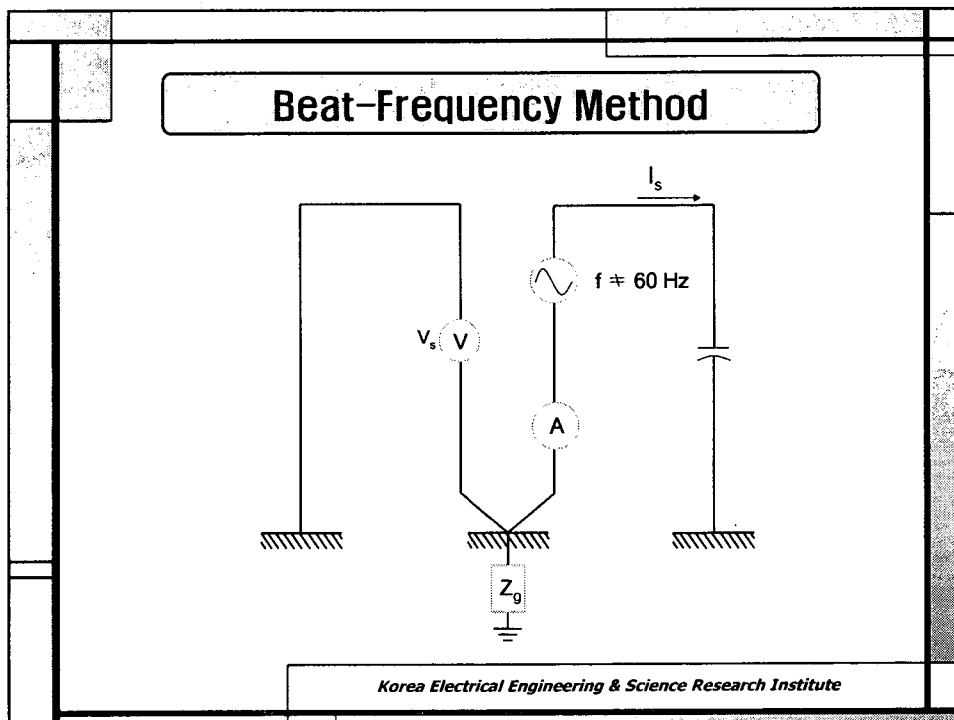 Beat-Frequency Method
I_s
f ≠ 60 Hz
V_s
V
A
Z_g
Korea Electrical Engineering & Science Research Institute